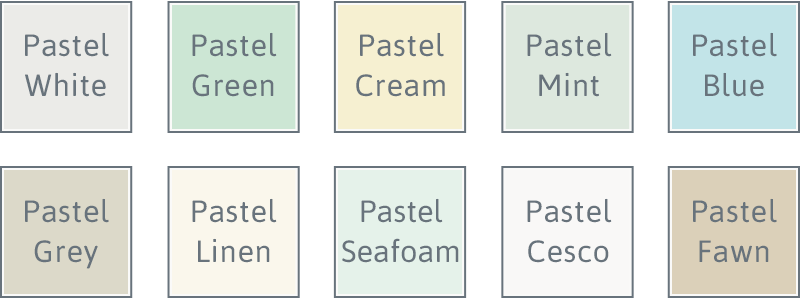 Pastel
White
Pastel
Green
Pastel
Cream
Pastel
Mint
Pastel
Blue
Pastel
Grey
Pastel
Linen
Pastel
Seafoam
Pastel
Cesco
Pastel
Fawn